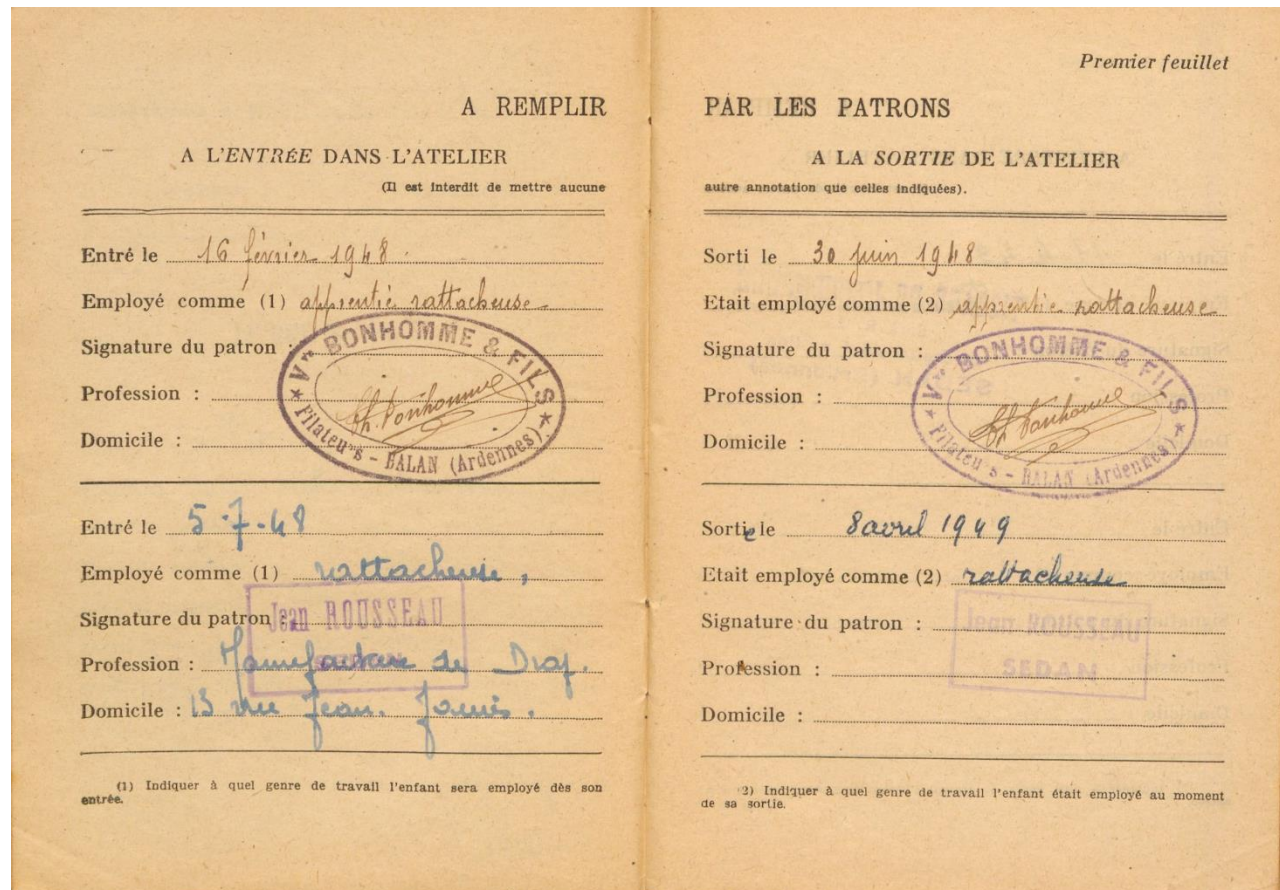 A REMPLIR
A L'ENTRÉE DANS L'ATELIER
(Il est interdit de mettre aucune
Entré le 16 février 1948.
Employé comme (1) apprentie rattacheuse
Signature du patron :
Profession :
Domicile :
Vve BONHOMME & FILS
Bonhomme
Filateurs - BALAN (Ardennes)
Entré le 5-7-48
Employé comme (1) rattacheuse.
Signature du patron :
Jean ROUSSEAU
SEDAN
Profession : Manufacture de Drap.
Domicile : 13 rue Jean. Jaurès.
(1) Indiquer à quel genre de travail l'enfant sera employé dès son
entrée.
Premier feuillet
PAR LES PATRONS
A LA SORTIE DE L'ATELIER
autre annotation que celles indiquées).
Sorti le 30 juin 1948
Etait employé comme (2) apprentie rattacheuse
Signature du patron :
Profession :
Domicile :
Vve BONHOMME & FILS
Bonhomme
Filateurs - BALAN (Ardennes)
Sortie le 8 avril 1949
Etait employé comme (2) rattacheuse
Signature du patron :
Jean ROUSSEAU
SEDAN
Profession :
Domicile :
2) Indiquer à quel genre de travail l'enfant était employé au moment
de sa sortie.